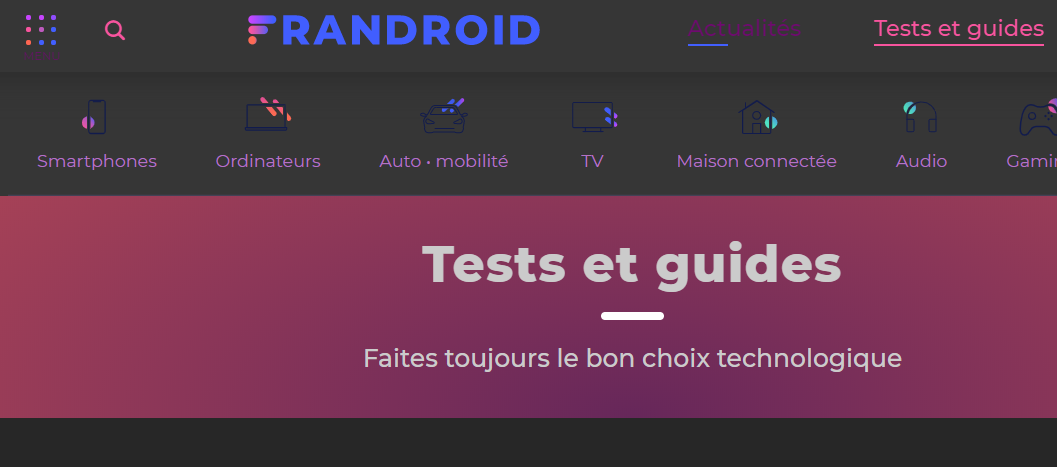 FRANDROID
Actualités
Tests et guides
Smartphones
Ordinateurs
Auto • mobilité
TV
Maison connectée
Audio
Tests et guides
Faites toujours le bon choix technologique